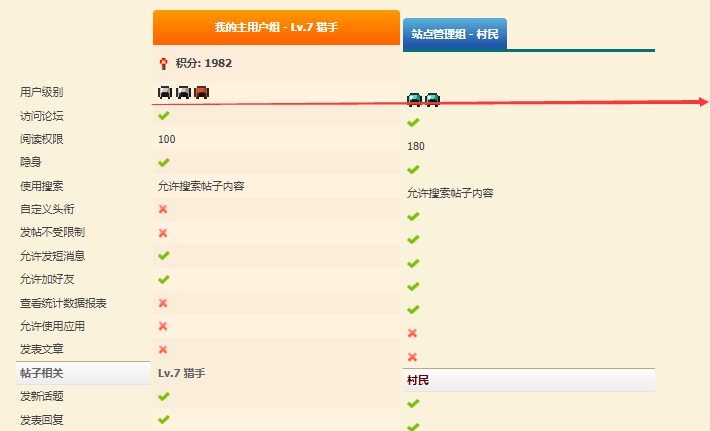 我的主用户组 - Lv.7 猎手
站点管理组 - 村民
积分: 1982
用户级别
访问论坛
阅读权限 100 180
隐身
使用搜索 允许搜索帖子内容 允许搜索帖子内容
自定义头衔
发帖不受限制
允许发短消息
允许加好友
查看统计数据报表
允许使用应用
发表文章
帖子相关 Lv.7 猎手 村民
发新话题
发表回复